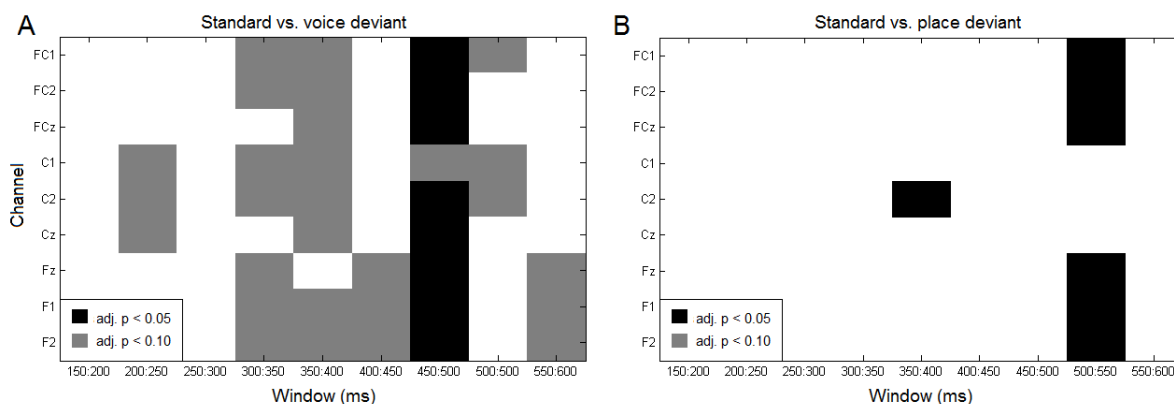 A
Standard vs. voice deviant
Channel
FC1
FC2
FCz
C1
C2
Cz
Fz
F1
F2
adj. p < 0.05
adj. p < 0.10
150:200 200:250 250:300 300:350 350:400 400:450 450:500 500:500 550:600
Window (ms)
B
Standard vs. place deviant
FC1
FC2
FCz
C1
C2
Cz
Fz
F1
F2
adj. p < 0.05
adj. p < 0.10
150:200 200:250 250:300 300:350 350:400 400:450 450:500 500:550 550:600
Window (ms)